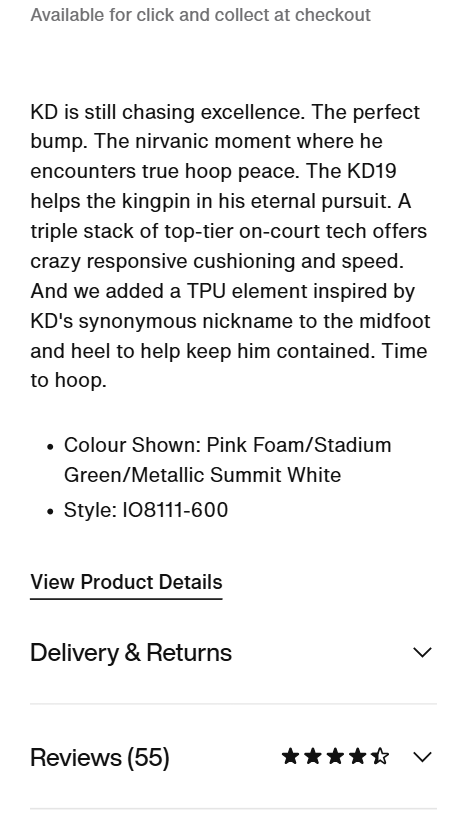 Available for click and collect at checkout
KD is still chasing excellence. The perfect
bump. The nirvanic moment where he
encounters true hoop peace. The KD19
helps the kingpin in his eternal pursuit. A
triple stack of top-tier on-court tech offers
crazy responsive cushioning and speed.
And we added a TPU element inspired by
KD's synonymous nickname to the midfoot
and heel to help keep him contained. Time
to hoop.
• Colour Shown: Pink Foam/Stadium
Green/Metallic Summit White
• Style: IO8111-600
View Product Details
Delivery & Returns
Reviews (55)